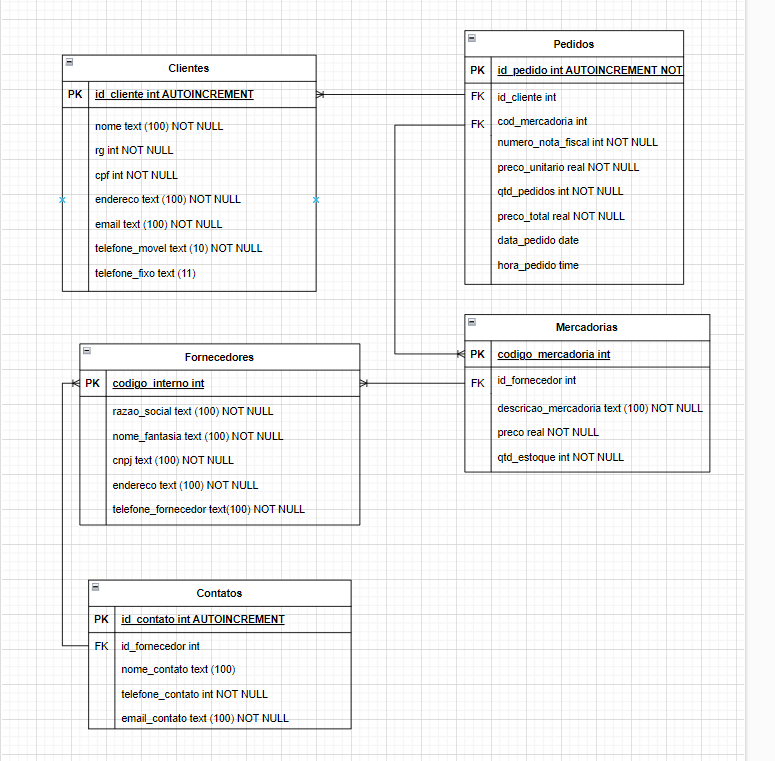 Clientes
PK id_cliente int AUTOINCREMENT
nome text (100) NOT NULL
rg int NOT NULL
cpf int NOT NULL
endereco text (100) NOT NULL
email text (100) NOT NULL
telefone_movel text (10) NOT NULL
telefone_fixo text (11)
Pedidos
PK id_pedido int AUTOINCREMENT NOT
FK id_cliente int
FK cod_mercadoria int
numero_nota_fiscal int NOT NULL
preco_unitario real NOT NULL
qtd_pedidos int NOT NULL
preco_total real NOT NULL
data_pedido date
hora_pedido time
Fornecedores
PK codigo_interno int
razao_social text (100) NOT NULL
nome_fantasia text (100) NOT NULL
cnpj text (100) NOT NULL
endereco text (100) NOT NULL
telefone_fornecedor text(100) NOT NULL
Mercadorias
PK codigo_mercadoria int
FK id_fornecedor int
descricao_mercadoria text (100) NOT NULL
preco real NOT NULL
qtd_estoque int NOT NULL
Contatos
PK id_contato int AUTOINCREMENT
FK id_fornecedor int
nome_contato text (100)
telefone_contato int NOT NULL
email_contato text (100) NOT NULL